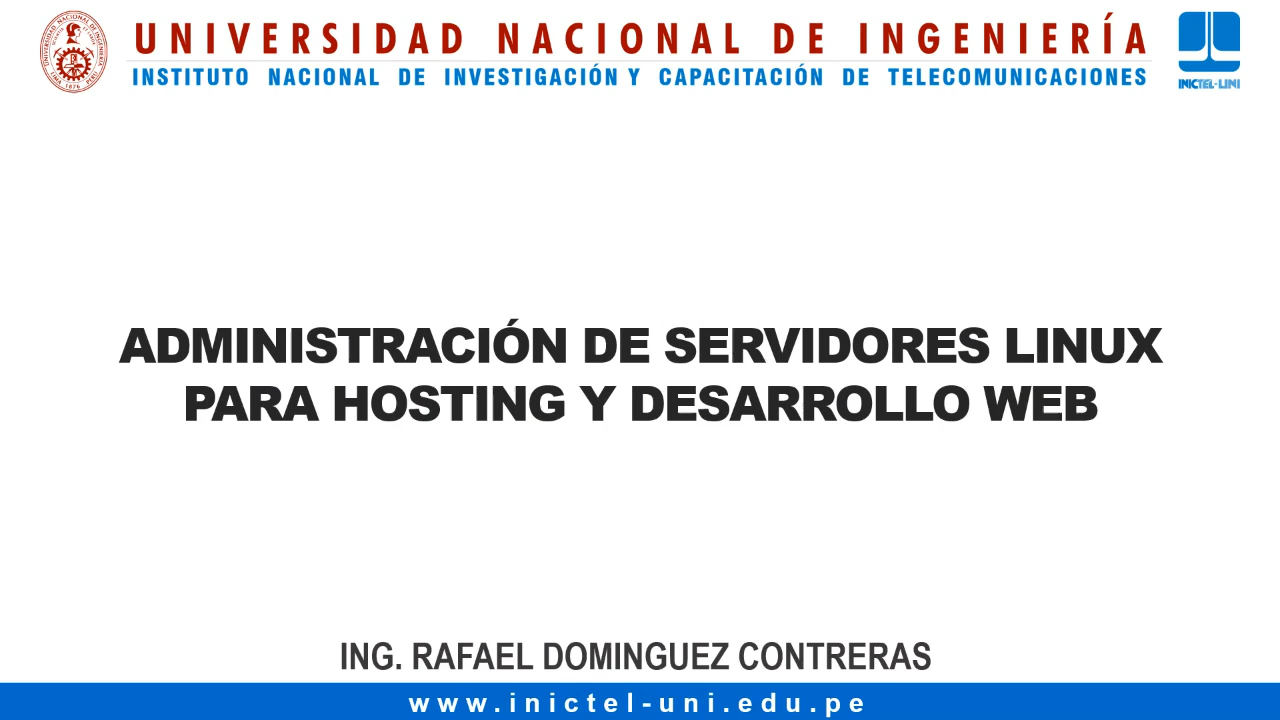 UNIVERSIDAD NACIONAL DE INGENIERÍA
INSTITUTO NACIONAL DE INVESTIGACIÓN Y CAPACITACIÓN DE TELECOMUNICACIONES
INICTEL-UNI
ADMINISTRACIÓN DE SERVIDORES LINUX
PARA HOSTING Y DESARROLLO WEB
ING. RAFAEL DOMINGUEZ CONTRERAS
www.inictel-uni.edu.pe